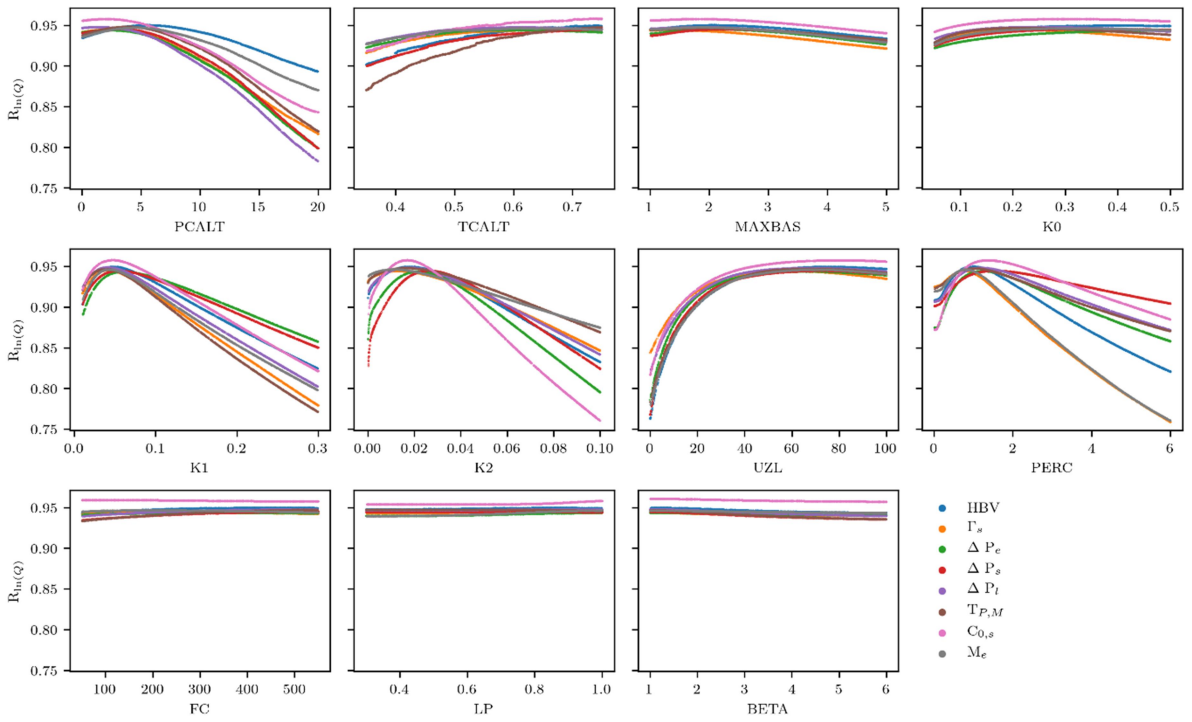 R_ln(Q)
0.95
0.90
0.85
0.80
0.75
0 5 10 15 20
PCALT
0.4 0.5 0.6 0.7
TCALT
1 2 3 4 5
MAXBAS
0.1 0.2 0.3 0.4 0.5
K0
R_ln(Q)
0.95
0.90
0.85
0.80
0.75
0.0 0.1 0.2 0.3
K1
0.00 0.02 0.04 0.06 0.08 0.10
K2
0 20 40 60 80 100
UZL
0 2 4 6
PERC
R_ln(Q)
0.95
0.90
0.85
0.80
0.75
100 200 300 400 500
FC
0.4 0.6 0.8 1.0
LP
1 2 3 4 5 6
BETA
HBV
Γ_s
Δ P_e
Δ P_s
Δ P_l
T_P,M
C_0,s
M_e